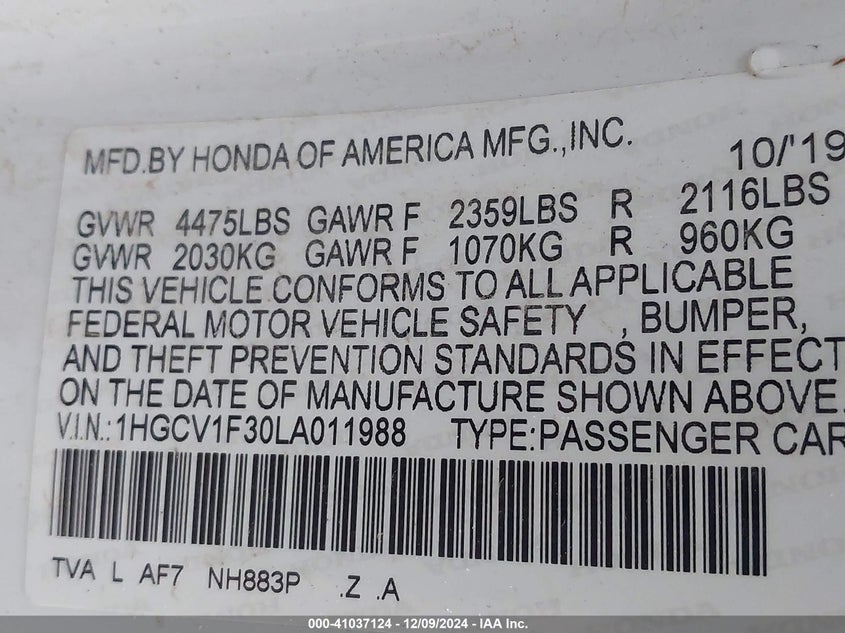 MFD.BY HONDA OF AMERICA MFG.,INC. 10/'19
GVWR 4475LBS GAWR F 2359LBS R 2116LBS
GVWR 2030KG GAWR F 1070KG R 960KG
THIS VEHICLE CONFORMS TO ALL APPLICABLE
FEDERAL MOTOR VEHICLE SAFETY , BUMPER,
AND THEFT PREVENTION STANDARDS IN EFFECT
ON THE DATE OF MANUFACTURE SHOWN ABOVE.
V.I.N.:1HGCV1F30LA011988 TYPE:PASSENGER CAR
TVA L AF7 NH883P .Z .A
000-41037124 - 12/09/2024 - IAA Inc.